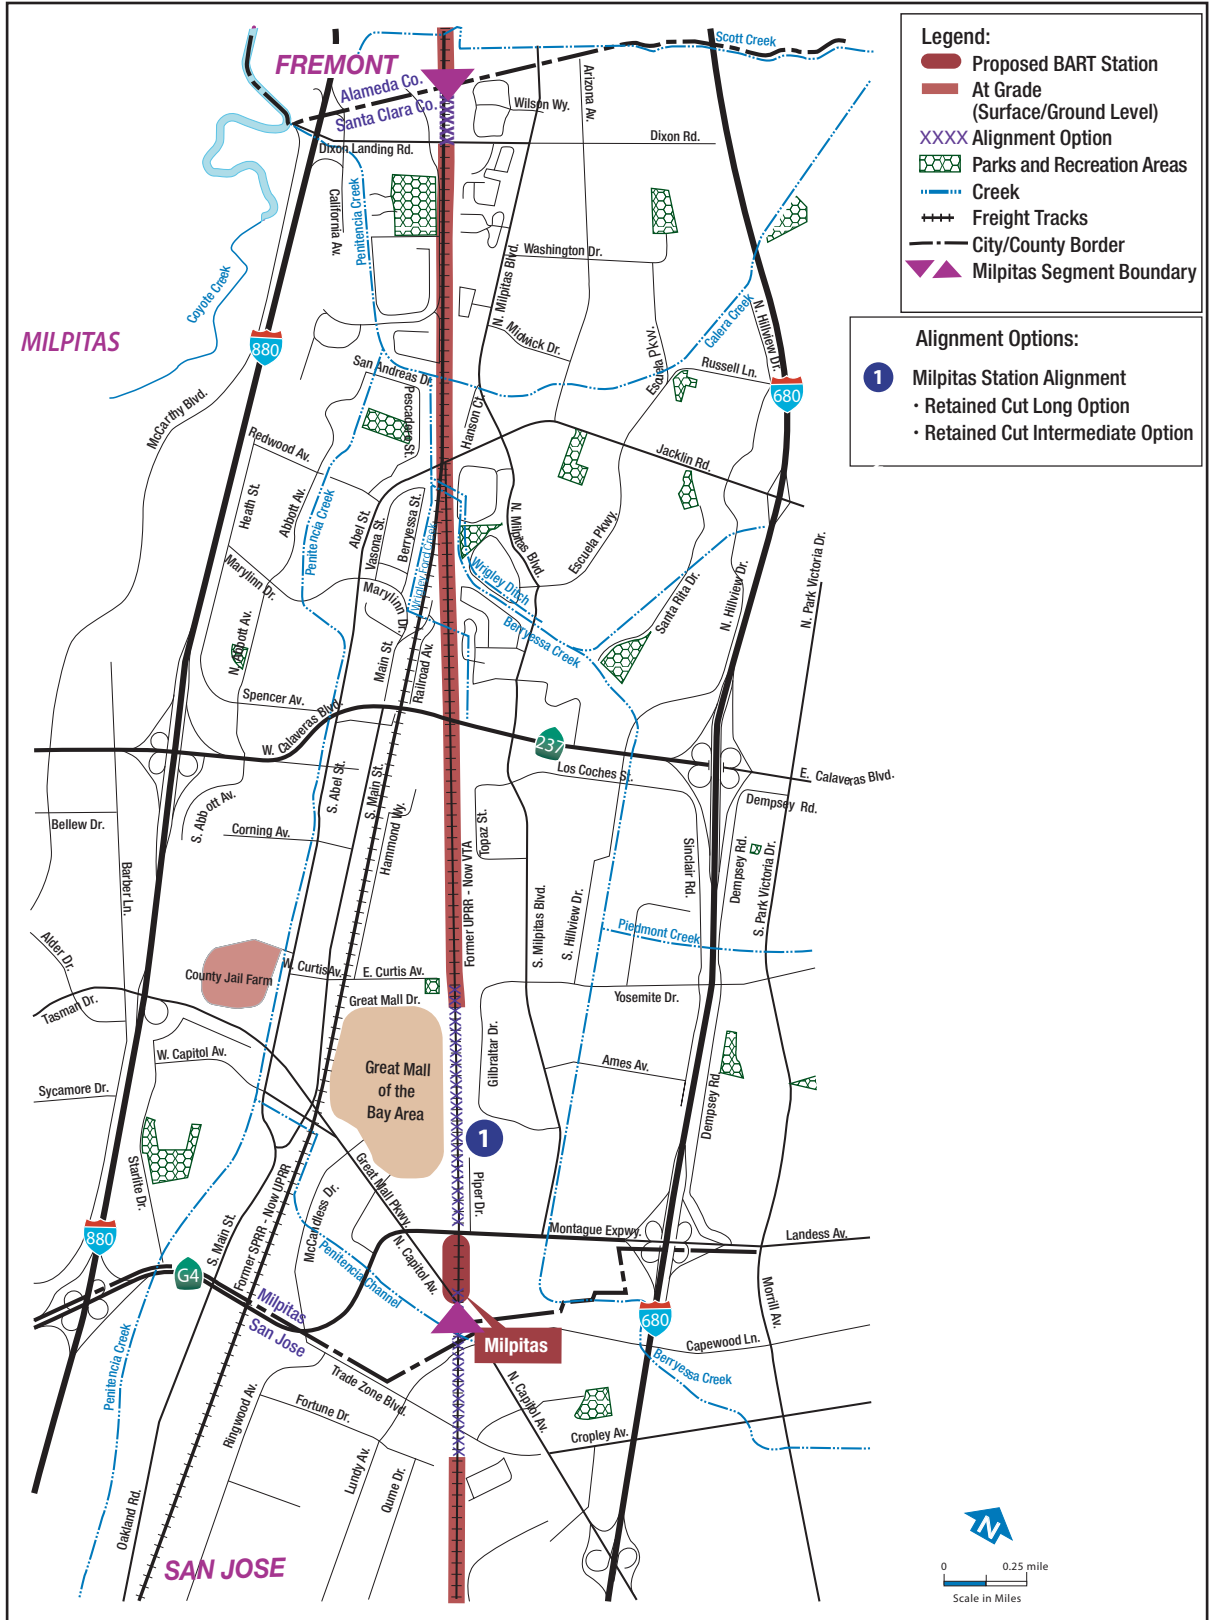 Scott Creek
FREMONT
Alameda Co.
Santa Clara Co.
Wilson Wy.
Arizona Av.
Dixon Rd.
Dixon Landing Rd.
California Av.
Penitencia Creek
Coyote Creek
Washington Dr.
N. Milpitas Blvd.
Calera Creek
N. Hillview Dr.
Midwick Dr.
Escuela Pkw.
Russell Ln.
MILPITAS
880
680
San Andreas Dr.
Pescadero St.
Hanson Ct.
McCarthy Blvd.
Redwood Av.
Jacklin Rd.
Heath St.
Abbott Av.
Penitencia Creek
Abel St.
Vasona St.
Berryessa St.
Wrigley Ford Creek
N. Milpitas Blvd.
Escuela Pkwy.
N. Park Victoria Dr.
Marylinn Dr.
Marylinn Dr.
Wrigley Ditch
Berryessa Creek
Santa Rita Dr.
N. Hillview Dr.
N. Abbott Av.
Main St.
Railroad Av.
Spencer Av.
W. Calaveras Blvd.
237
Los Coches St.
E. Calaveras Blvd.
S. Abel St.
S. Main St.
Hammond Wy.
S. Abbott Av.
Corning Av.
Bellew Dr.
Barber Ln.
Topaz St.
Former UPRR - Now VTA
Dempsey Rd.
Dempsey Rd.
Sinclair Rd.
S. Park Victoria Dr.
S. Milpitas Blvd.
S. Hillview Dr.
Piedmont Creek
Alder Dr.
County Jail Farm
W. Curtis Av.
E. Curtis Av.
Great Mall Dr.
Yosemite Dr.
Tasman Dr.
W. Capitol Av.
Great Mall
of the
Bay Area
Gilbraltar Dr.
Ames Av.
Sycamore Dr.
Dempsey Rd.
1
Starlite Dr.
Great Mall Pkwy.
McCandless Dr.
Piper Dr.
Former SPRR - Now UPRR
S. Main St.
Montague Expwy.
Landess Av.
880
G4
N. Capitol Av.
Penitencia Channel
Milpitas
San Jose
Morrill Av.
680
Milpitas
Capewood Ln.
Berryessa Creek
Penitencia Creek
Trade Zone Blvd.
N. Capitol Av.
Ringwood Av.
Fortune Dr.
Cropley Av.
Lundy Av.
Qume Dr.
Oakland Rd.
SAN JOSE
Legend:
Proposed BART Station
At Grade
(Surface/Ground Level)
XXXX Alignment Option
Parks and Recreation Areas
Creek
Freight Tracks
City/County Border
Milpitas Segment Boundary
Alignment Options:
1 Milpitas Station Alignment
· Retained Cut Long Option
· Retained Cut Intermediate Option
N
0 0.25 mile
Scale in Miles